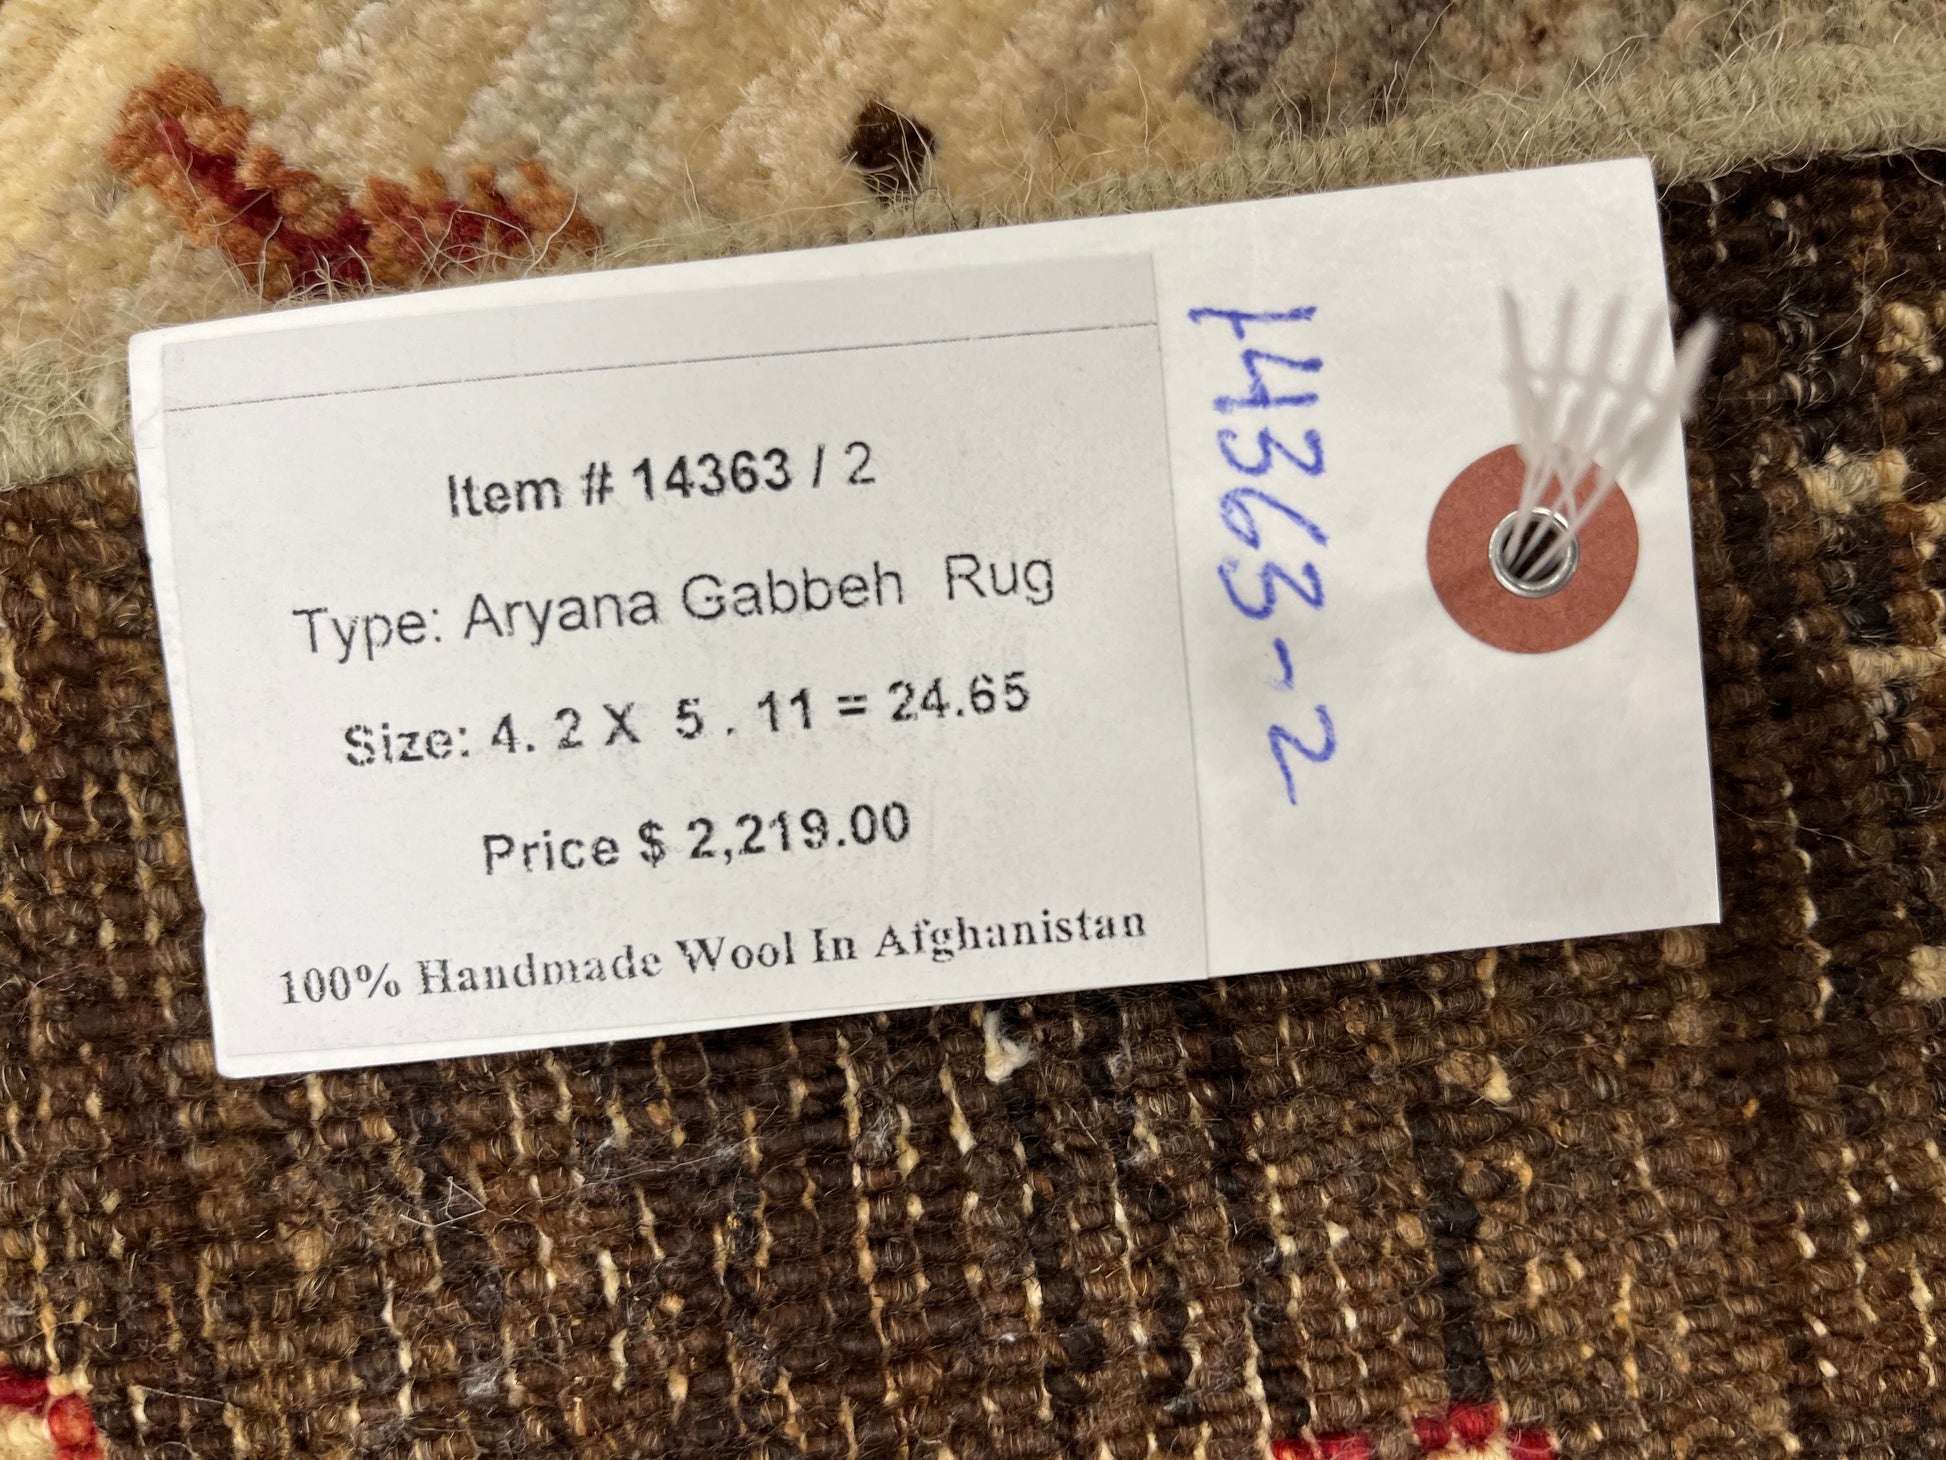 Item # 14363 / 2
Type: Aryana Gabbeh Rug
Size: 4. 2 X 5 . 11 = 24.65
Price $ 2,219.00
100% Handmade Wool In Afghanistan
14363-2